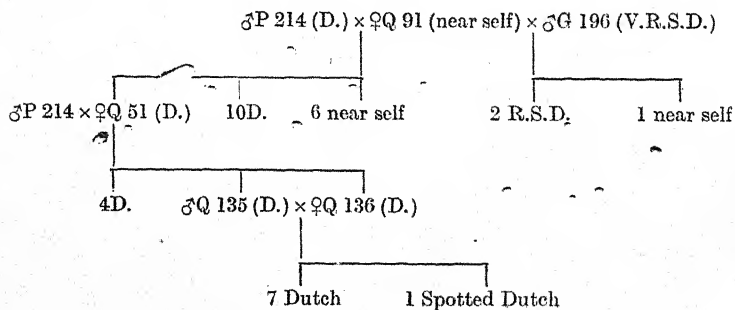 ♂P 214 (D.) × ♀Q 91 (near self) × ♂G 196 (V.R.S.D.)
♂P 214 × ♀Q 51 (D.) 10D. 6 near self 2 R.S.D. 1 near self
4D. ♂Q 135 (D.) × ♀Q 136 (D.)
7 Dutch 1 Spotted Dutch